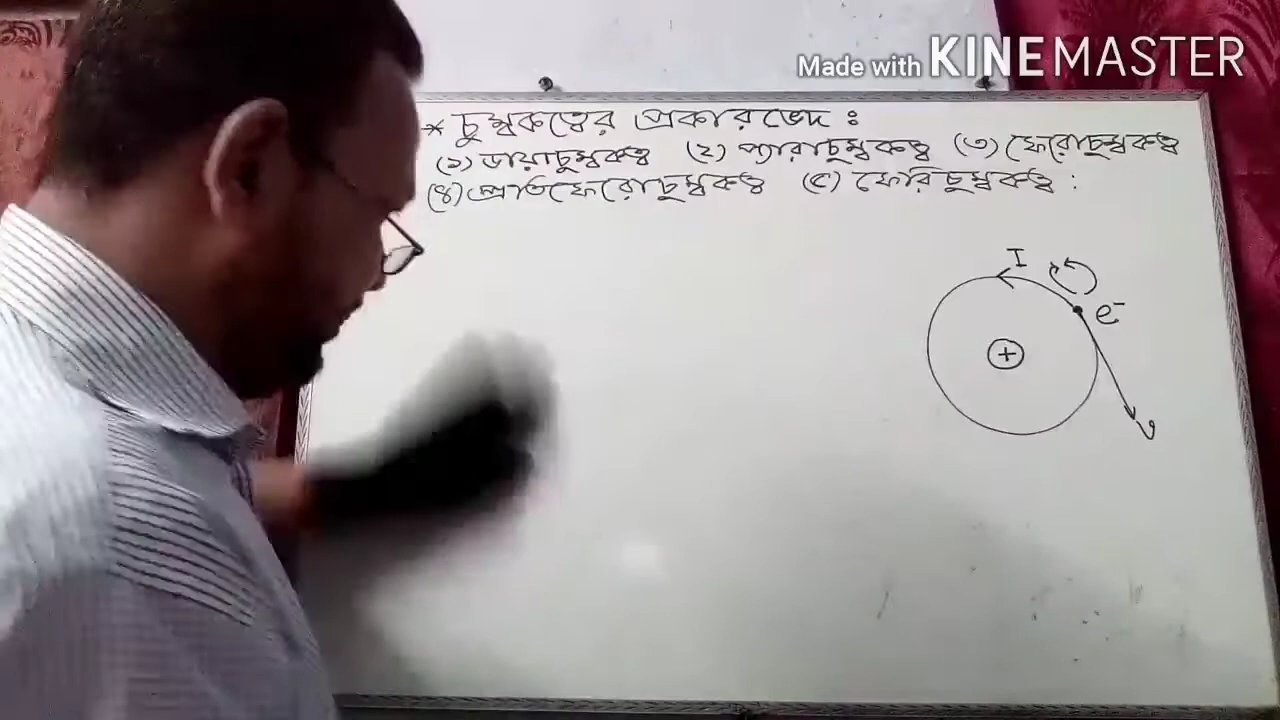 Made with KINEMASTER
* চুম্বকত্বের প্রকারভেদ :
(১) ডায়াচুম্বকত্ব (২) প্যারাচুম্বকত্ব (৩) ফেরোচুম্বকত্ব
(৪) প্রতিফেরোচুম্বকত্ব (৫) ফেরিচুম্বকত্ব :
I
e⁻
+
v